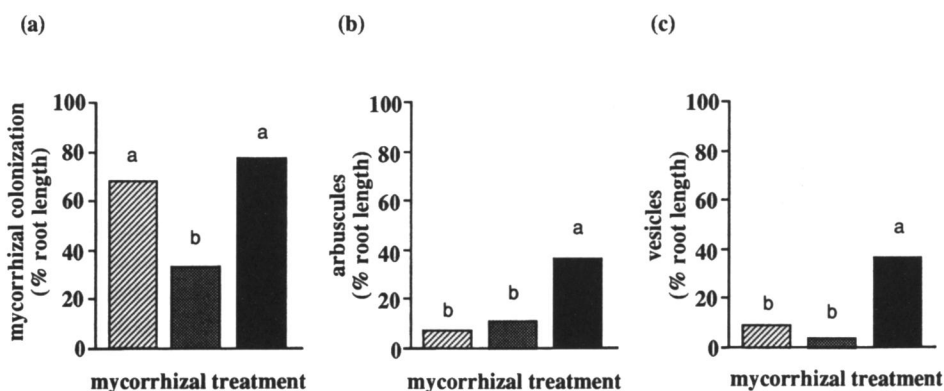 (a)
mycorrhizal colonization
(% root length)
100
80
60
40
20
0
a
b
a
mycorrhizal treatment
(b)
arbuscules
(% root length)
100
80
60
40
20
0
b
b
a
mycorrhizal treatment
(c)
vesicles
(% root length)
100
80
60
40
20
0
b
b
a
mycorrhizal treatment